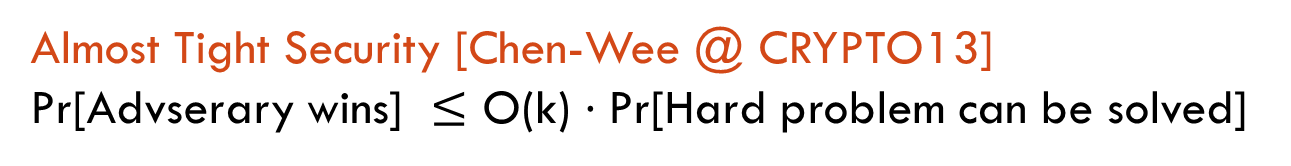 Almost Tight Security [Chen-Wee @ CRYPTO13]
Pr[Advserary wins] ≤ O(k) · Pr[Hard problem can be solved]